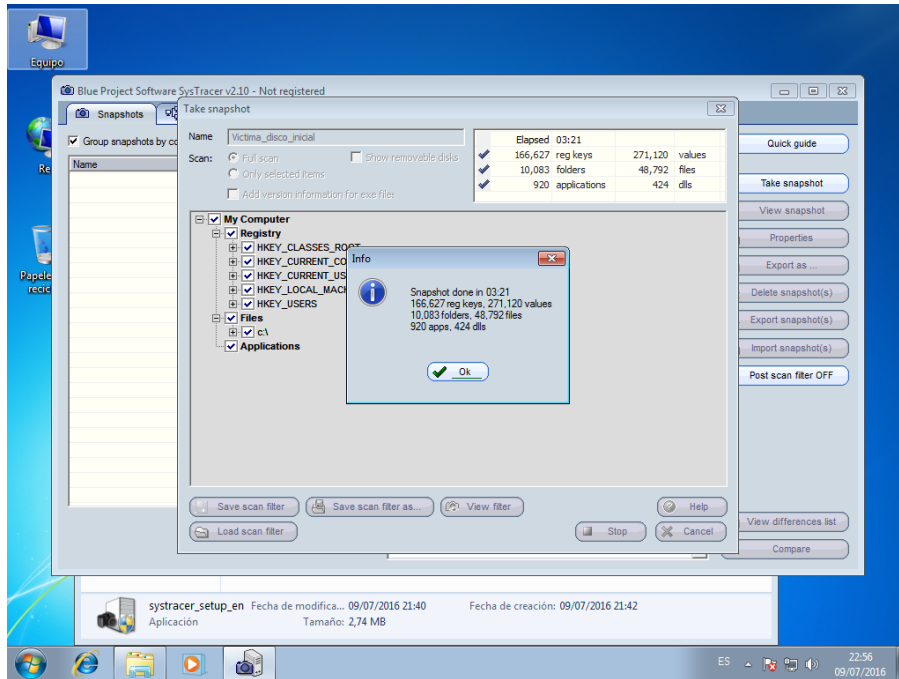 Equipo
Blue Project Software SysTracer v2.10 - Not registered
Snapshots
Take snapshot
Group snapshots by co
Name
Name Victima_disco_inicial
Scan: Full scan Show removable disks
Only selected items
Add version information for exe files
Elapsed 03:21
166,627 reg keys 271,120 values
10,083 folders 48,792 files
920 applications 424 dlls
My Computer
Registry
HKEY_CLASSES_ROOT
HKEY_CURRENT_CO
HKEY_CURRENT_US
HKEY_LOCAL_MACH
HKEY_USERS
Files
c:\
Applications
Info
Snapshot done in 03:21
166,627 reg keys, 271,120 values
10,083 folders, 48,792 files
920 apps, 424 dlls
Ok
Save scan filter Save scan filter as... View filter Help
Load scan filter Stop Cancel
Quick guide
Take snapshot
View snapshot
Properties
Export as ...
Delete snapshot(s)
Export snapshot(s)
Import snapshot(s)
Post scan filter OFF
View differences list
Compare
Re
Papele
recic
systracer_setup_en Fecha de modifica... 09/07/2016 21:40 Fecha de creación: 09/07/2016 21:42
Aplicación Tamaño: 2,74 MB
ES 22:56
09/07/2016